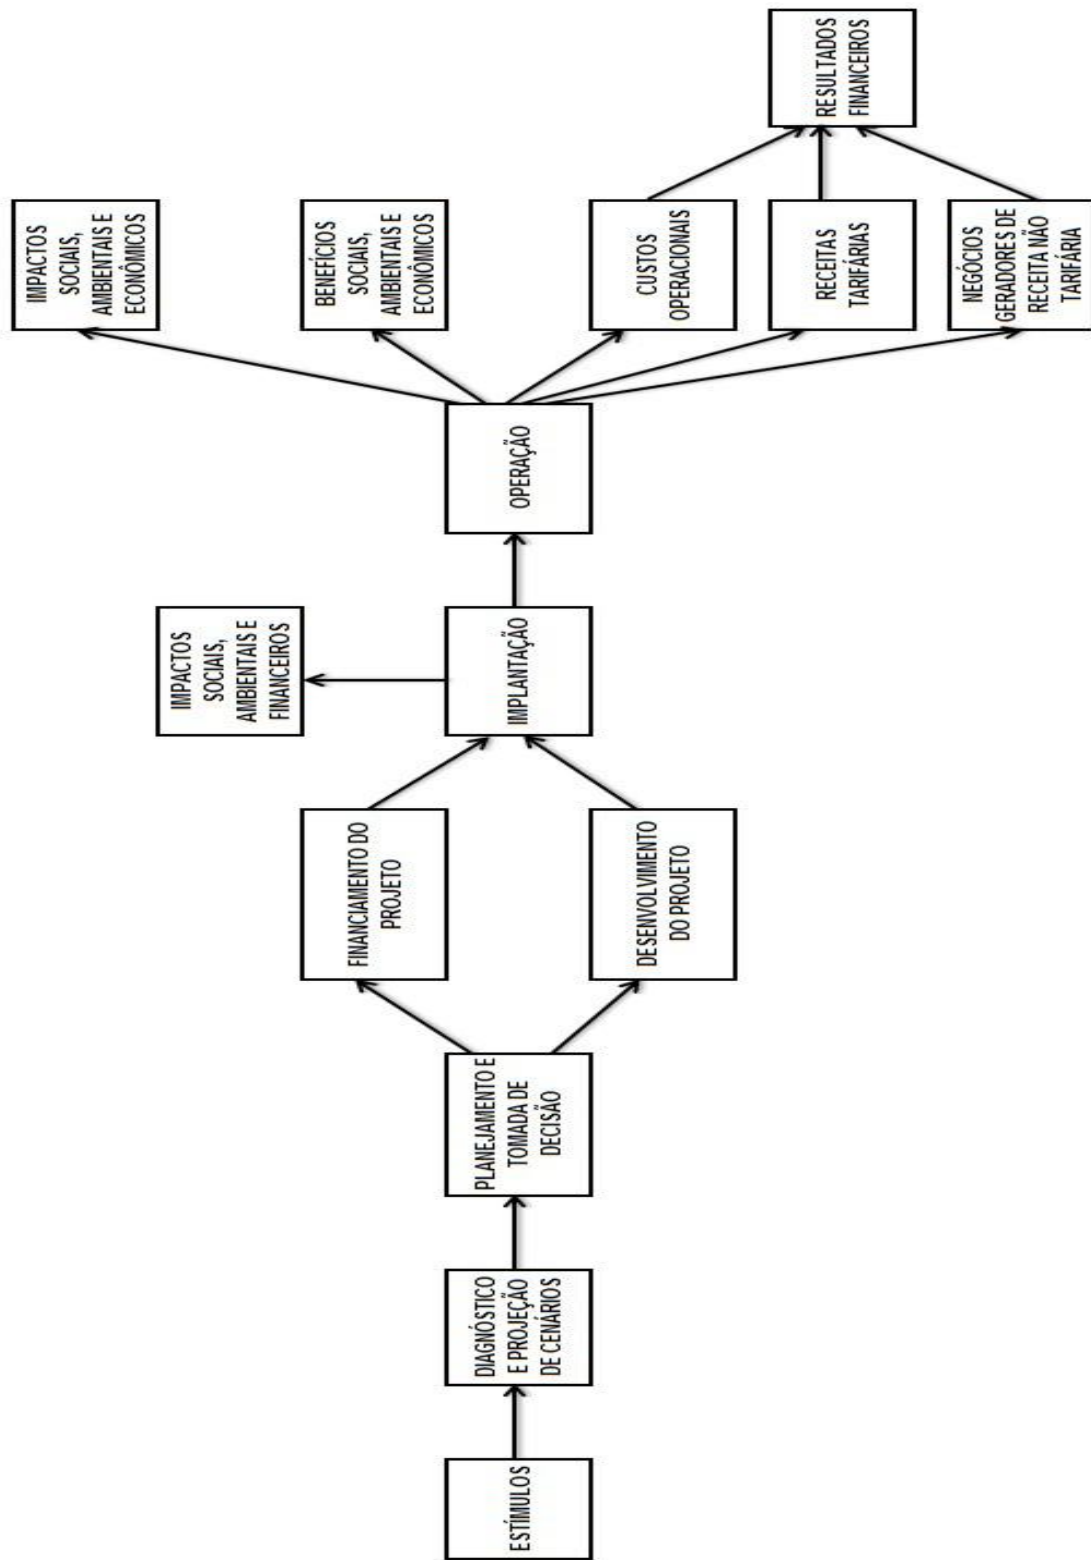 ESTÍMULOS
DIAGNÓSTICO
E PROJEÇÃO
DE CENÁRIOS
PLANEJAMENTO E
TOMADA DE
DECISÃO
FINANCIAMENTO DO
PROJETO
DESENVOLVIMENTO
DO PROJETO
IMPACTOS
SOCIAIS,
AMBIENTAIS E
FINANCEIROS
IMPLANTAÇÃO
OPERAÇÃO
IMPACTOS
SOCIAIS,
AMBIENTAIS E
ECONÔMICOS
BENEFÍCIOS
SOCIAIS,
AMBIENTAIS E
ECONÔMICOS
CUSTOS
OPERACIONAIS
RECEITAS
TARIFÁRIAS
NEGÓCIOS
GERADORES DE
RECEITA NÃO
TARIFÁRIA
RESULTADOS
FINANCEIROS